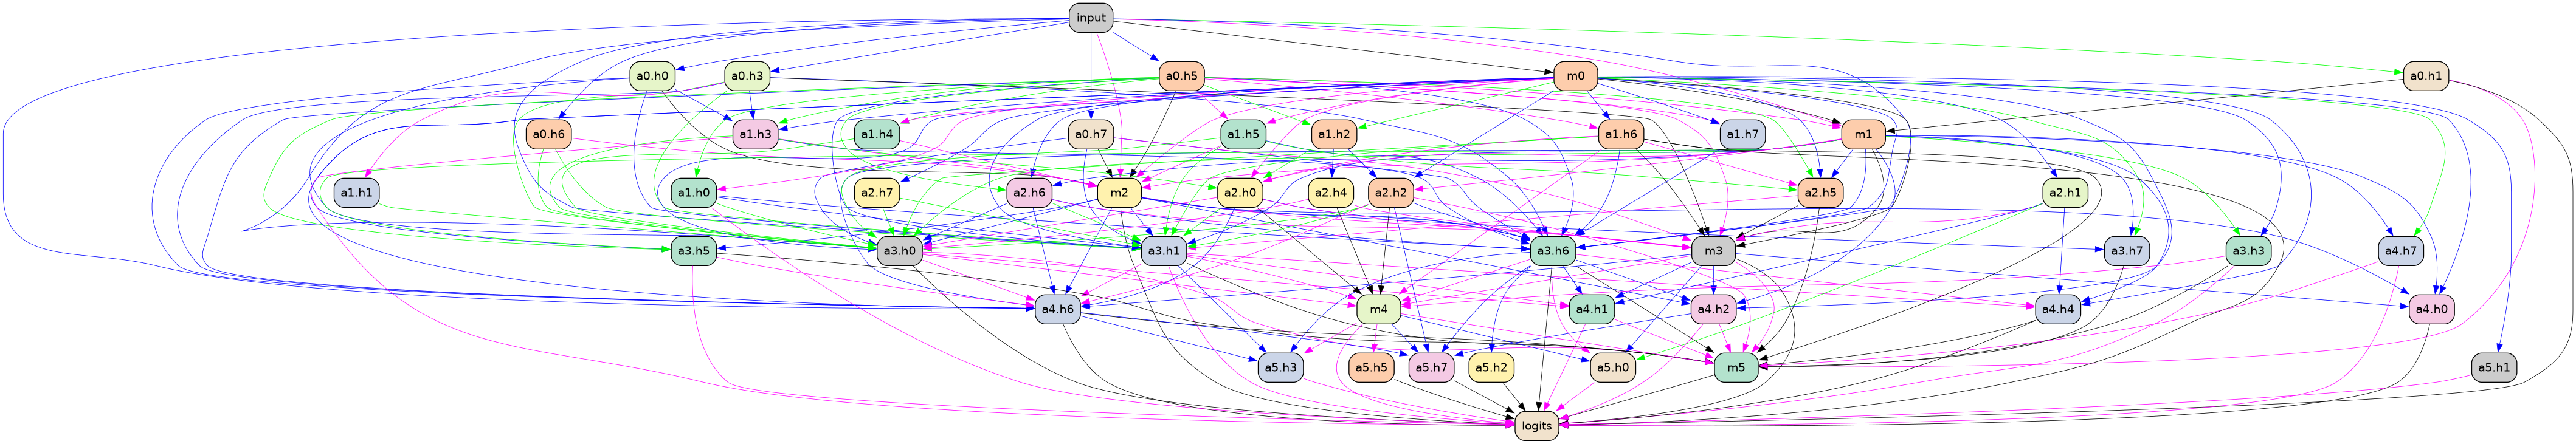 input
a0.h0 a0.h3 a0.h5 m0 a0.h1
a0.h6 a1.h3 a1.h4 a0.h7 a1.h5 a1.h2 a1.h6 a1.h7 m1
a1.h1 a1.h0 a2.h7 a2.h6 m2 a2.h0 a2.h4 a2.h2 a2.h5 a2.h1
a3.h5 a3.h0 a3.h1 a3.h6 m3 a3.h7 a3.h3 a4.h7
a4.h6 m4 a4.h1 a4.h2 a4.h4 a4.h0
a5.h3 a5.h5 a5.h7 a5.h2 a5.h0 m5 a5.h1
logits